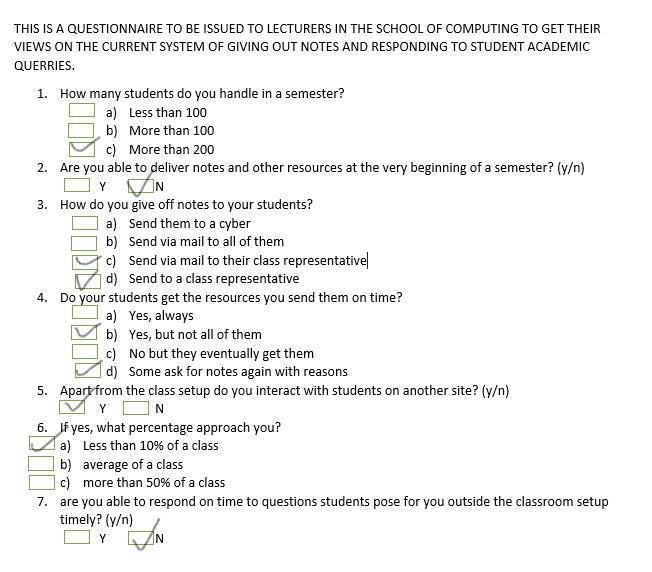 THIS IS A QUESTIONNAIRE TO BE ISSUED TO LECTURERS IN THE SCHOOL OF COMPUTING TO GET THEIR
VIEWS ON THE CURRENT SYSTEM OF GIVING OUT NOTES AND RESPONDING TO STUDENT ACADEMIC
QUERRIES.
1. How many students do you handle in a semester?
a) Less than 100
b) More than 100
c) More than 200
2. Are you able to deliver notes and other resources at the very beginning of a semester? (y/n)
Y N
3. How do you give off notes to your students?
a) Send them to a cyber
b) Send via mail to all of them
c) Send via mail to their class representative
d) Send to a class representative
4. Do your students get the resources you send them on time?
a) Yes, always
b) Yes, but not all of them
c) No but they eventually get them
d) Some ask for notes again with reasons
5. Apart from the class setup do you interact with students on another site? (y/n)
Y N
6. If yes, what percentage approach you?
a) Less than 10% of a class
b) average of a class
c) more than 50% of a class
7. are you able to respond on time to questions students pose for you outside the classroom setup
timely? (y/n)
Y N